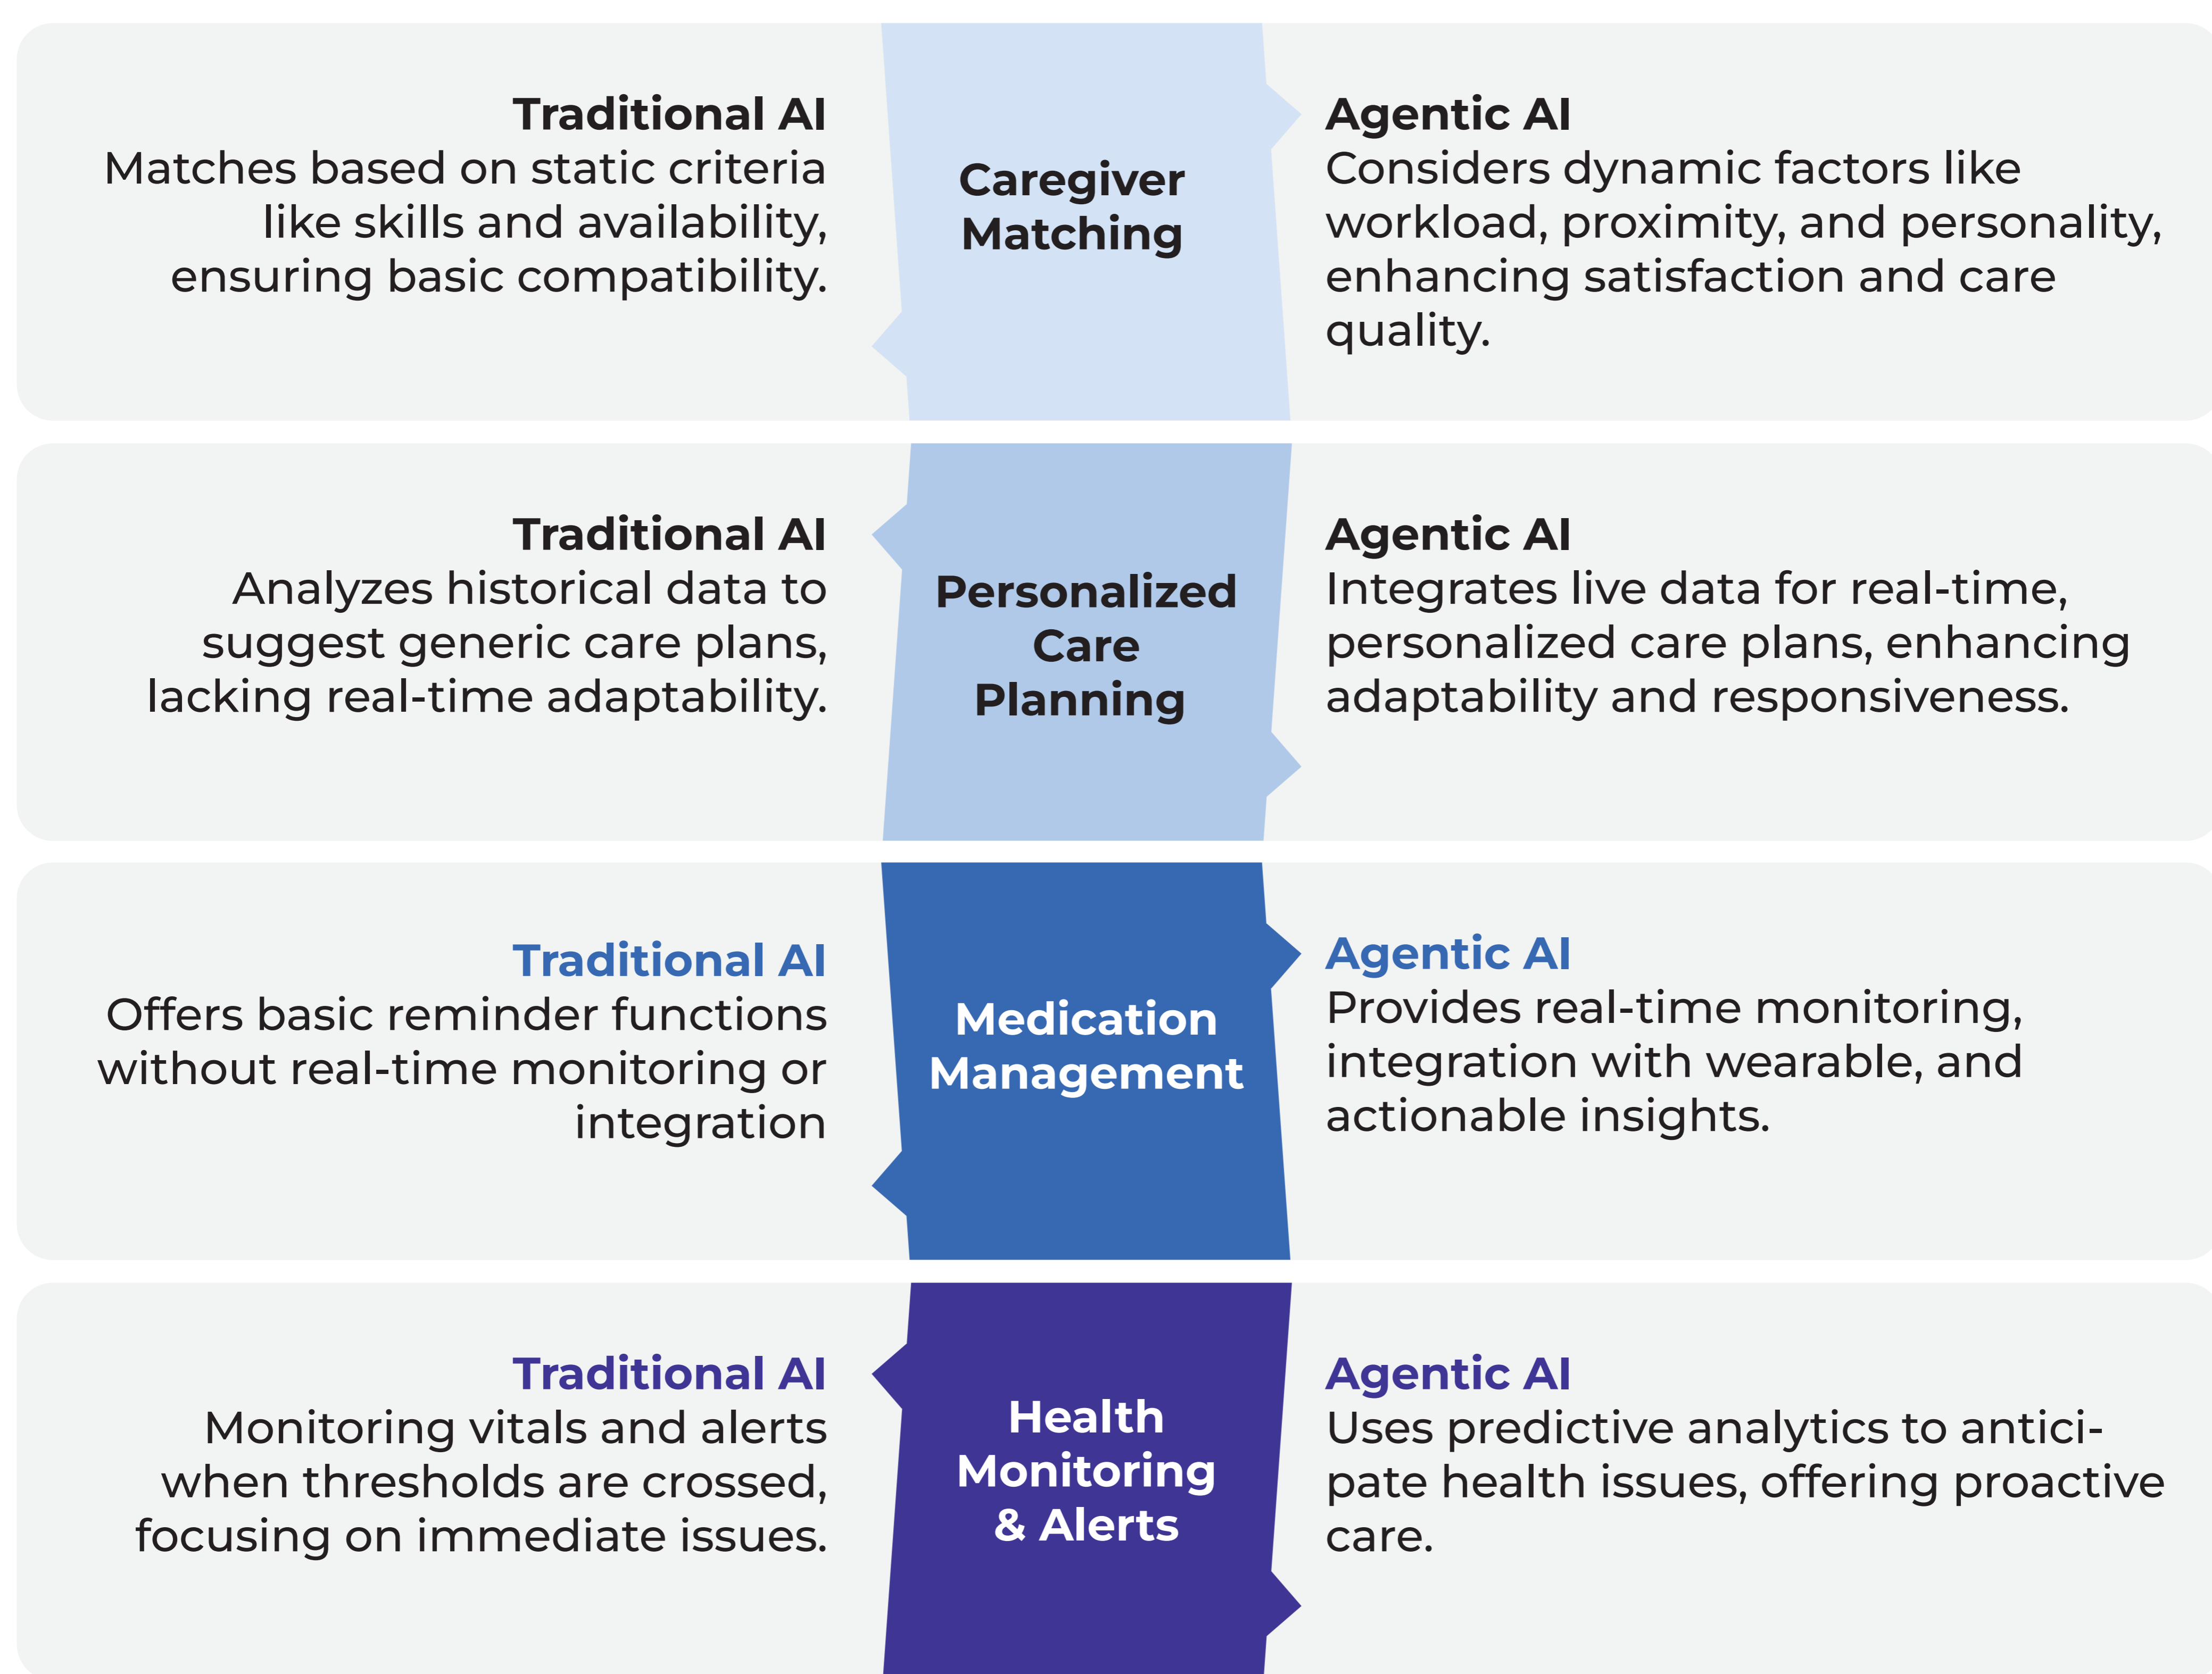 Traditional AI
Matches based on static criteria
like skills and availability,
ensuring basic compatibility.
Caregiver
Matching
Agentic AI
Considers dynamic factors like
workload, proximity, and personality,
enhancing satisfaction and care
quality.
Traditional AI
Analyzes historical data to
suggest generic care plans,
lacking real-time adaptability.
Personalized
Care
Planning
Agentic AI
Integrates live data for real-time,
personalized care plans, enhancing
adaptability and responsiveness.
Traditional AI
Offers basic reminder functions
without real-time monitoring or
integration
Medication
Management
Agentic AI
Provides real-time monitoring,
integration with wearable, and
actionable insights.
Traditional AI
Monitoring vitals and alerts
when thresholds are crossed,
focusing on immediate issues.
Health
Monitoring
& Alerts
Agentic AI
Uses predictive analytics to antici-
pate health issues, offering proactive
care.